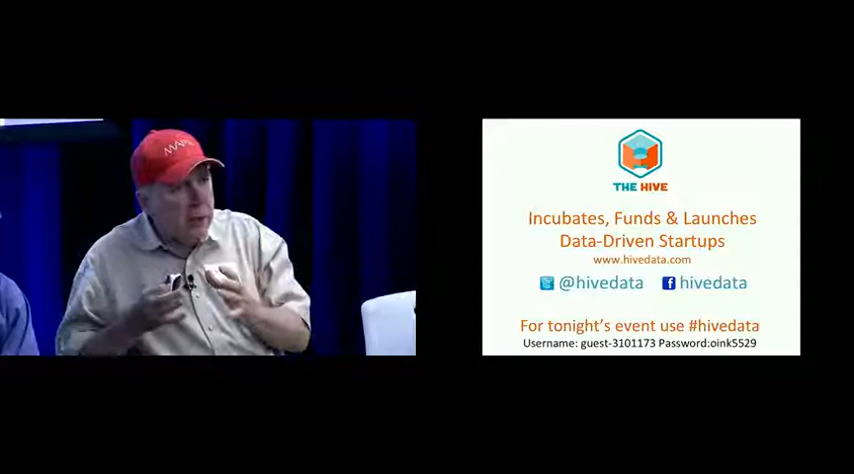 MAPR
THE HIVE
Incubates, Funds & Launches
Data-Driven Startups
www.hivedata.com
@hivedata hivedata
For tonight's event use #hivedata
Username: guest-3101173 Password:oink5529